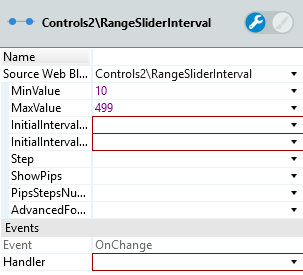 Controls2\RangeSliderInterval
Name
Source Web Bl... Controls2\RangeSliderInterval
MinValue 10
MaxValue 499
InitialInterval...
InitialInterval...
Step
ShowPips
PipsStepsNu...
AdvancedFo...
Events
Event OnChange
Handler